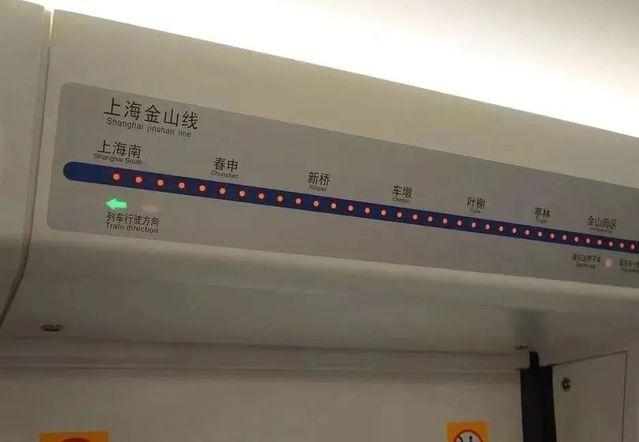 上海金山线
Shanghai jinshan line
上海南
Shanghai South
春申
Chunshen
新桥
Xinqiao
车墩
Chedun
叶榭
Yexie
亭林
Tinglin
金山园区
列车行驶方向
Train direction